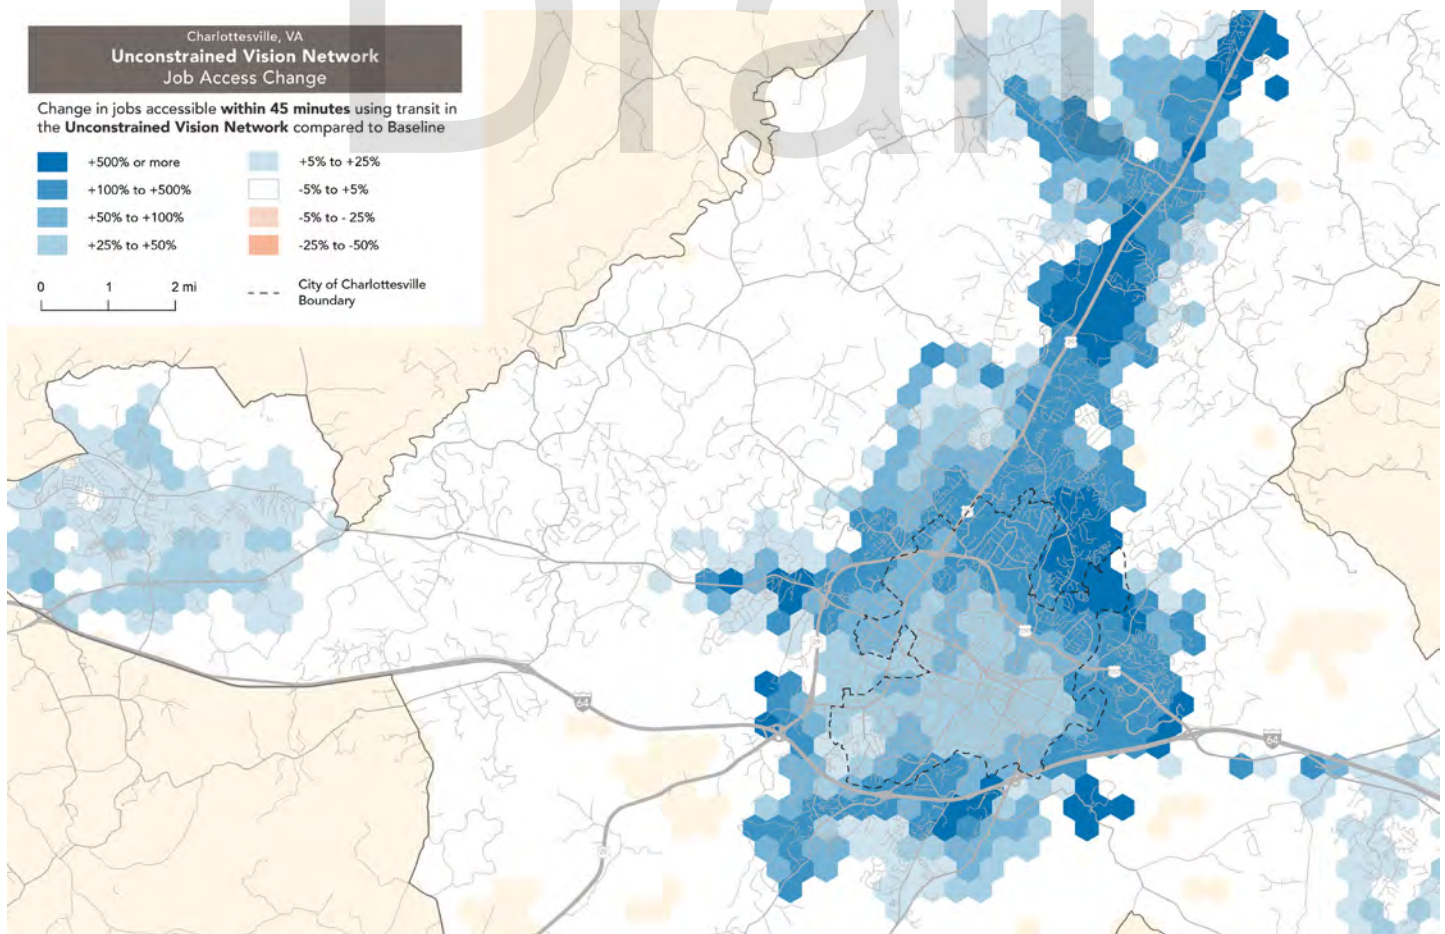 Draft
Charlottesville, VA
Unconstrained Vision Network
Job Access Change
Change in jobs accessible within 45 minutes using transit in
the Unconstrained Vision Network compared to Baseline
+500% or more
+100% to +500%
+50% to +100%
+25% to +50%
+5% to +25%
-5% to +5%
-5% to - 25%
-25% to -50%
0 1 2 mi
City of Charlottesville
Boundary
64
64